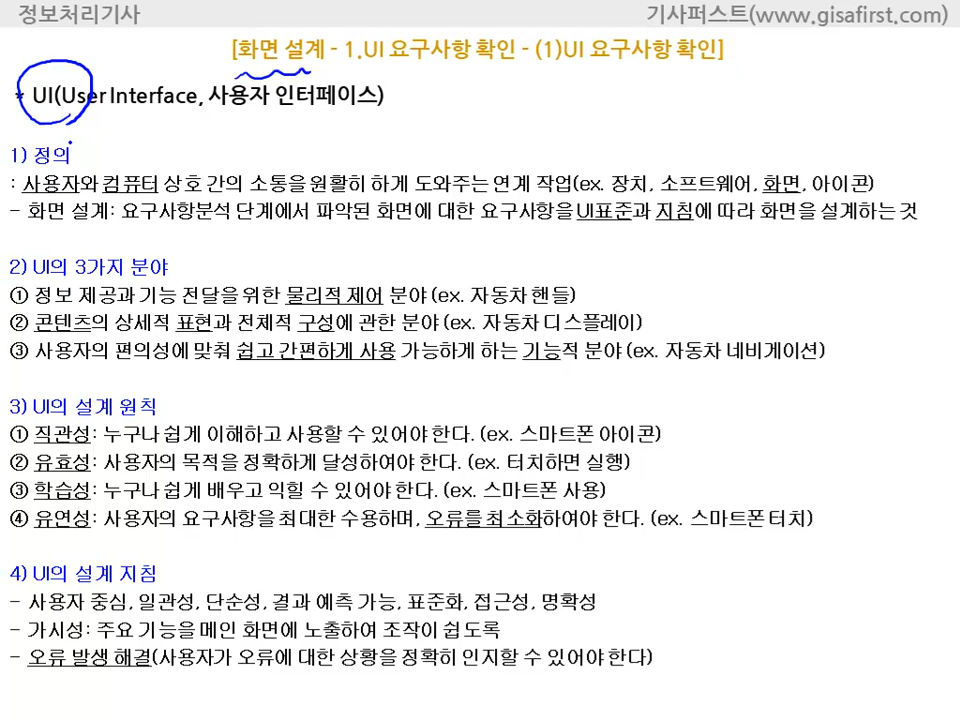 정보처리기사
기사퍼스트(www.gisafirst.com)
[화면 설계 - 1.UI 요구사항 확인 - (1)UI 요구사항 확인]
* UI(User Interface, 사용자 인터페이스)
1) 정의
: 사용자와 컴퓨터 상호 간의 소통을 원활히 하게 도와주는 연계 작업(ex. 장치, 소프트웨어, 화면, 아이콘)
- 화면 설계: 요구사항분석 단계에서 파악된 화면에 대한 요구사항을 UI표준과 지침에 따라 화면을 설계하는 것
2) UI의 3가지 분야
① 정보 제공과 기능 전달을 위한 물리적 제어 분야 (ex. 자동차 핸들)
② 콘텐츠의 상세적 표현과 전체적 구성에 관한 분야 (ex. 자동차 디스플레이)
③ 사용자의 편의성에 맞춰 쉽고 간편하게 사용 가능하게 하는 기능적 분야 (ex. 자동차 네비게이션)
3) UI의 설계 원칙
① 직관성: 누구나 쉽게 이해하고 사용할 수 있어야 한다. (ex. 스마트폰 아이콘)
② 유효성: 사용자의 목적을 정확하게 달성하여야 한다. (ex. 터치하면 실행)
③ 학습성: 누구나 쉽게 배우고 익힐 수 있어야 한다. (ex. 스마트폰 사용)
④ 유연성: 사용자의 요구사항을 최대한 수용하며, 오류를 최소화하여야 한다. (ex. 스마트폰 터치)
4) UI의 설계 지침
- 사용자 중심, 일관성, 단순성, 결과 예측 가능, 표준화, 접근성, 명확성
- 가시성: 주요 기능을 메인 화면에 노출하여 조작이 쉽도록
- 오류 발생 해결(사용자가 오류에 대한 상황을 정확히 인지할 수 있어야 한다)